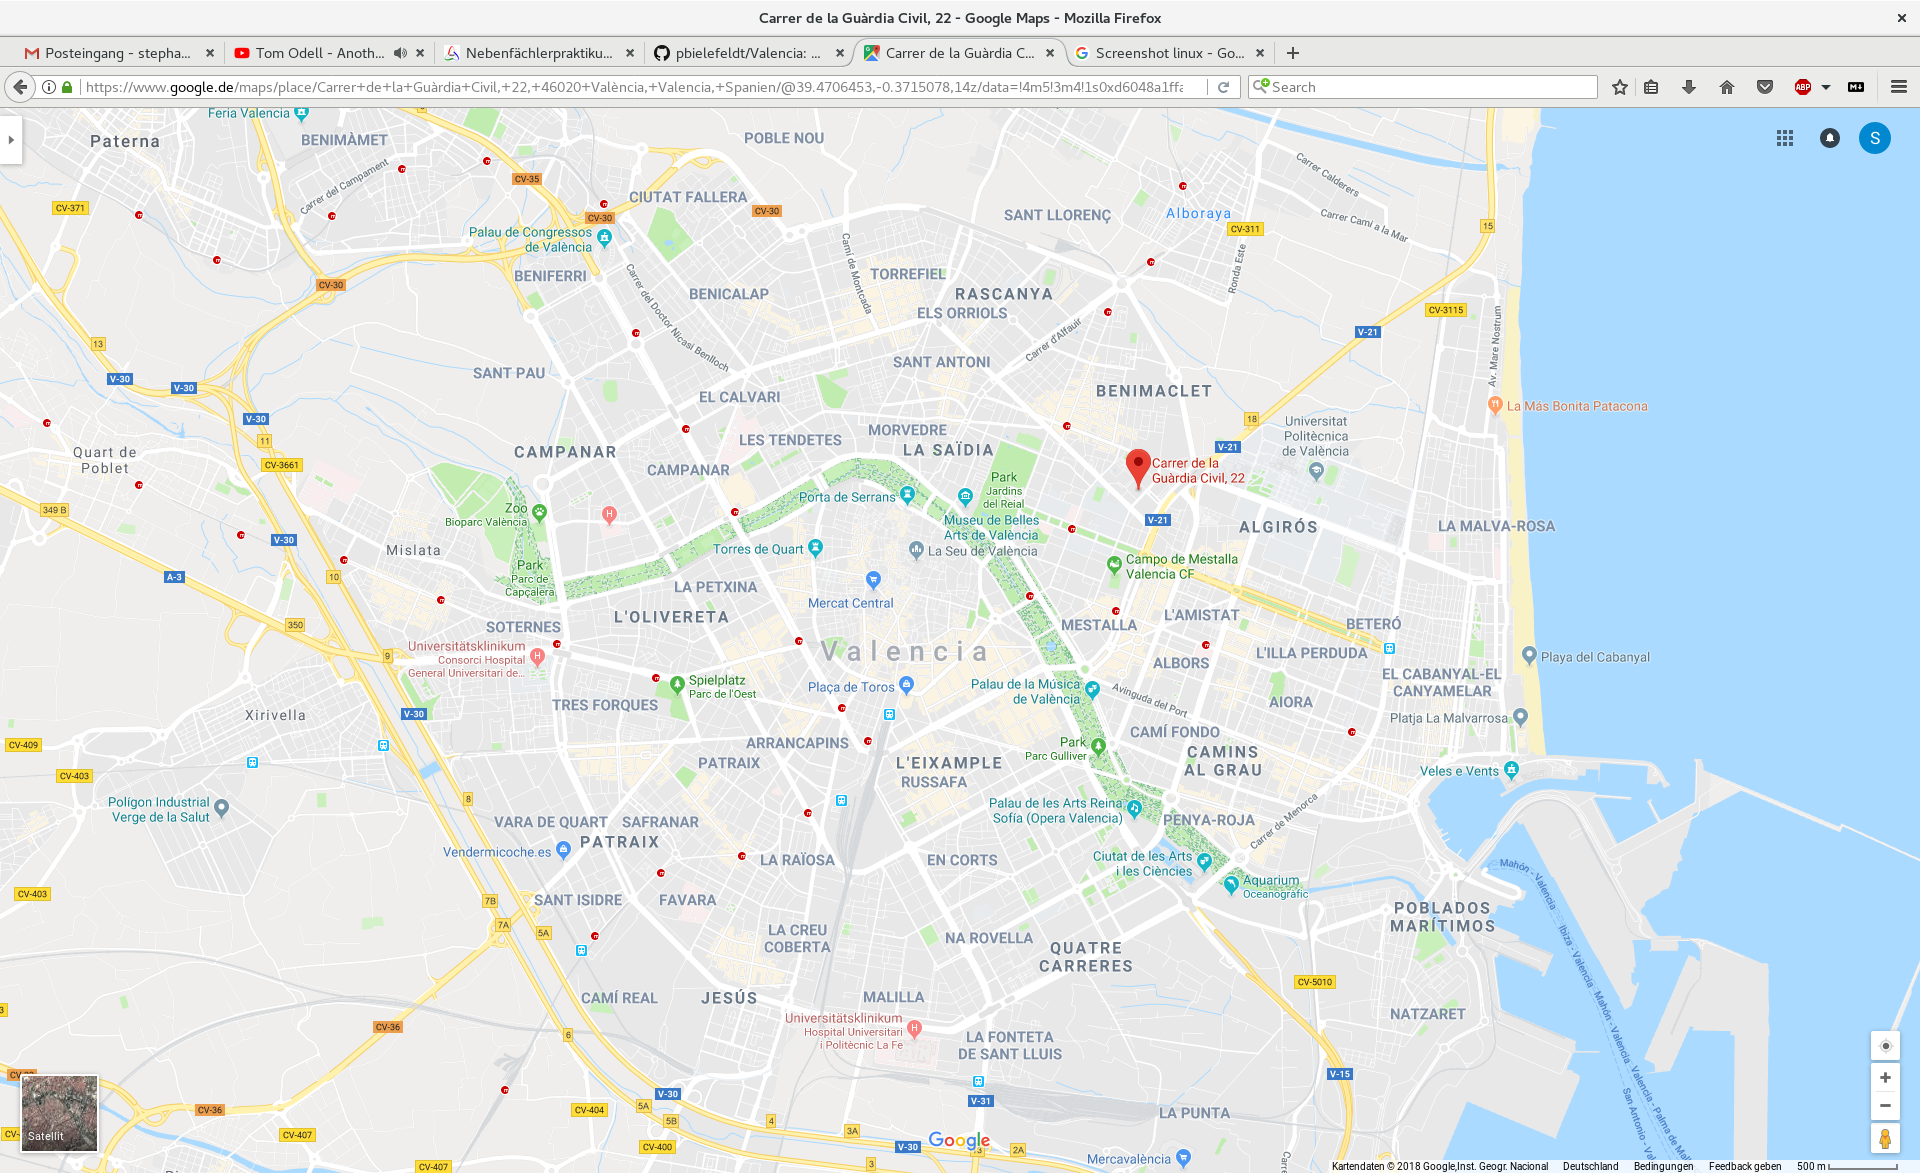 Carrer de la Guàrdia Civil, 22 - Google Maps - Mozilla Firefox
Posteingang - stepha...
Tom Odell - Anoth...
Nebenfächlerpraktiku...
pbielefeldt/Valencia: ...
Carrer de la Guàrdia C...
Screenshot linux - Go...
https://www.google.de/maps/place/Carrer+de+la+Guàrdia+Civil,+22,+46020+València,+Valencia,+Spanien/@39.4706453,-0.3715078,14z/data=!4m5!3m4!1s0xd6048a1ffa
Search
ABP
S
Feria Valencia
Paterna
BENIMÀMET
POBLE NOU
Carrer del Campament
CV-35
CV-371
CIUTAT FALLERA
CV-30
CV-30
SANT LLORENÇ
Alboraya
Carrer Calderers
Carrer Camí a la Mar
CV-311
15
Palau de Congressos
de València
BENIFERRI
CV-30
Carrer del Doctor Nicasi Benlloch
Camí de Montcada
TORREFIEL
BENICALAP
RASCANYA
ELS ORRIOLS
Ronda Este
CV-3115
Av. Mare Nostrum
V-21
13
Carrer d'Alfauir
SANT ANTONI
SANT PAU
V-30
V-30
BENIMACLET
EL CALVARI
La Más Bonita Patacona
V-30
18
Universitat
Politècnica
de València
MORVEDRE
LES TENDETES
11
V-21
Quart de
Poblet
CAMPANAR
LA SAÏDIA
CV-3661
CAMPANAR
Carrer de la
Guàrdia Civil, 22
Park
Jardins
del Reial
Porta de Serrans
349 B
Zoo
Bioparc València
H
Museu de Belles
Arts de València
V-21
ALGIRÓS
LA MALVA-ROSA
V-30
Mislata
Torres de Quart
La Seu de València
Campo de Mestalla
Valencia CF
A-3
10
Park
Parc de
Capçalera
LA PETXINA
Mercat Central
350
SOTERNES
L'OLIVERETA
L'AMISTAT
MESTALLA
BETERÓ
9
Universitätsklinikum
Consorci Hospital
General Universitari de...
H
Valencia
ALBORS
L'ILLA PERDUDA
Playa del Cabanyal
EL CABANYAL-EL
CANYAMELAR
Spielplatz
Parc de l'Oest
Plaça de Toros
Palau de la Música
de València
Avinguda del Port
AIORA
Xirivella
V-30
TRES FORQUES
Platja La Malvarrosa
CV-409
ARRANCAPINS
CAMÍ FONDO
Park
Parc Gulliver
CAMINS
AL GRAU
PATRAIX
L'EIXAMPLE
RUSSAFA
CV-403
Veles e Vents
Polígon Industrial
Verge de la Salut
8
Palau de les Arts Reina
Sofía (Opera Valencia)
PENYA-ROJA
Carrer de Menorca
VARA DE QUART
SAFRANAR
PATRAIX
Vendermicoche.es
LA RAÏOSA
EN CORTS
Ciutat de les Arts
i les Ciències
Aquarium
Oceanogràfic
Mahón - Valencia
CV-403
7B
SANT ISIDRE
FAVARA
POBLADOS
MARÍTIMOS
7A
5A
LA CREU
COBERTA
NA ROVELLA
QUATRE
CARRERES
Ibiza - Valencia
CV-5010
CAMÍ REAL
JESÚS
MALILLA
NATZARET
CV-36
6
Universitätsklinikum
Hospital Universitari
i Politècnic La Fe
H
LA FONTETA
DE SANT LLUIS
Mahón - Valencia
V-15
V-30
V-31
CV-36
CV-404
5A
LA PUNTA
5B
4
3A
CV-407
CV-400
V-30
Google
2A
3
CV-407
Mercavalència
Satellit
Kartendaten © 2018 Google,Inst. Geogr. Nacional
Deutschland
Bedingungen
Feedback geben
500 m